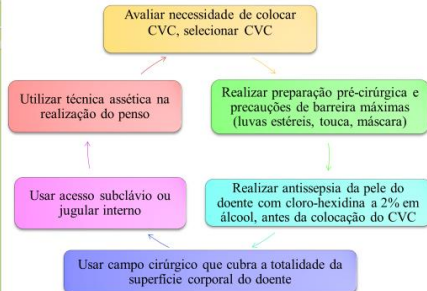 Avaliar necessidade de colocar
CVC, selecionar CVC
Realizar preparação pré-cirúrgica e
precauções de barreira máximas
(luvas estéreis, touca, máscara)
Realizar antissepsia da pele do
doente com cloro-hexidina a 2% em
álcool, antes da colocação do CVC
Usar campo cirúrgico que cubra a totalidade da
superfície corporal do doente
Usar acesso subclávio ou
jugular interno
Utilizar técnica assética na
realização do penso